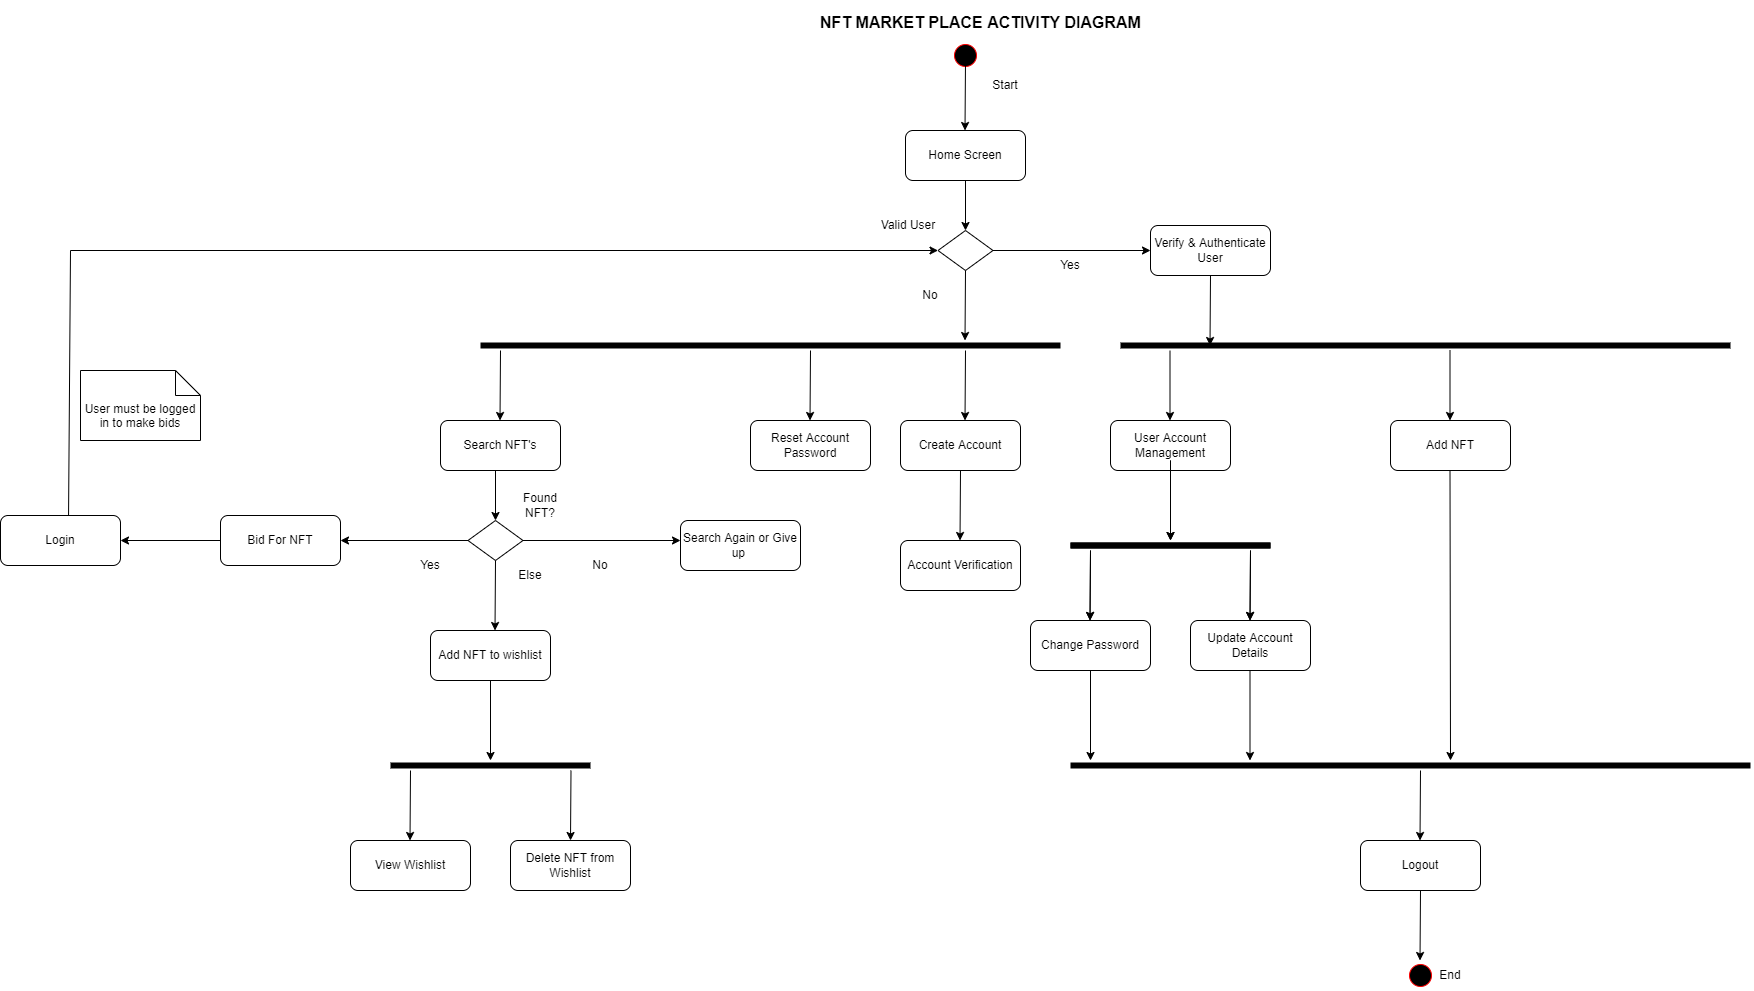 NFT MARKET PLACE ACTIVITY DIAGRAM
Start
Home Screen
Valid User
Verify & Authenticate
User
Yes
No
User must be logged
in to make bids
Search NFT's
Reset Account
Password
Create Account
User Account
Management
Add NFT
Found
NFT?
Login
Bid For NFT
Search Again or Give
up
Yes
Else
No
Account Verification
Add NFT to wishlist
Change Password
Update Account
Details
View Wishlist
Delete NFT from
Wishlist
Logout
End